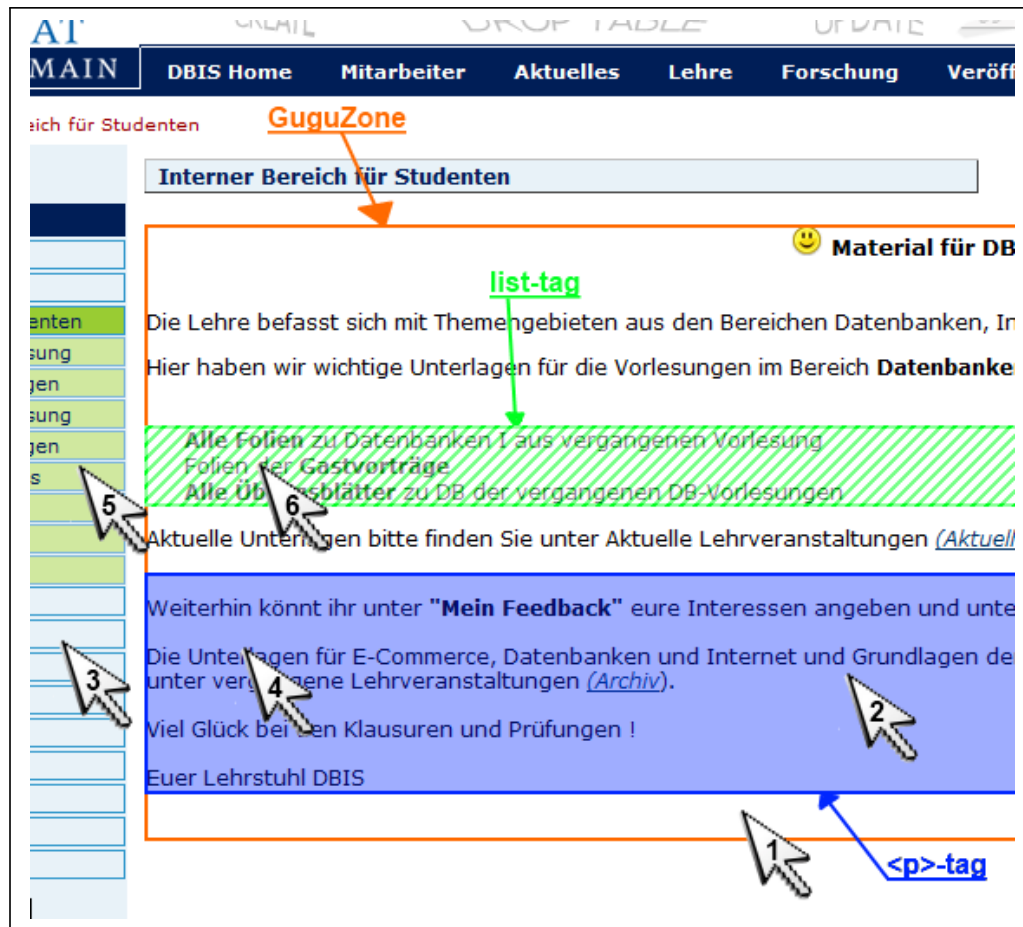 AT CREATE DROP TABLE UPDATE
MAIN DBIS Home Mitarbeiter Aktuelles Lehre Forschung Veröff
eich für Studenten
GuguZone
Interner Bereich für Studenten
Material für DB
list-tag
enten
Die Lehre befasst sich mit Themengebieten aus den Bereichen Datenbanken, In
sung
Hier haben wir wichtige Unterlagen für die Vorlesungen im Bereich Datenbanke
gen
sung
gen
Alle Folien zu Datenbanken I aus vergangenen Vorlesung
Folien der Gastvorträge
s
Alle Übungsblätter zu DB der vergangenen DB-Vorlesungen
5
6
Aktuelle Unterlagen bitte finden Sie unter Aktuelle Lehrveranstaltungen (Aktuell
Weiterhin könnt ihr unter "Mein Feedback" eure Interessen angeben und unte
Die Unterlagen für E-Commerce, Datenbanken und Internet und Grundlagen de
unter vergangene Lehrveranstaltungen (Archiv).
3
4
2
Viel Glück bei den Klausuren und Prüfungen !
Euer Lehrstuhl DBIS
1
<p>-tag